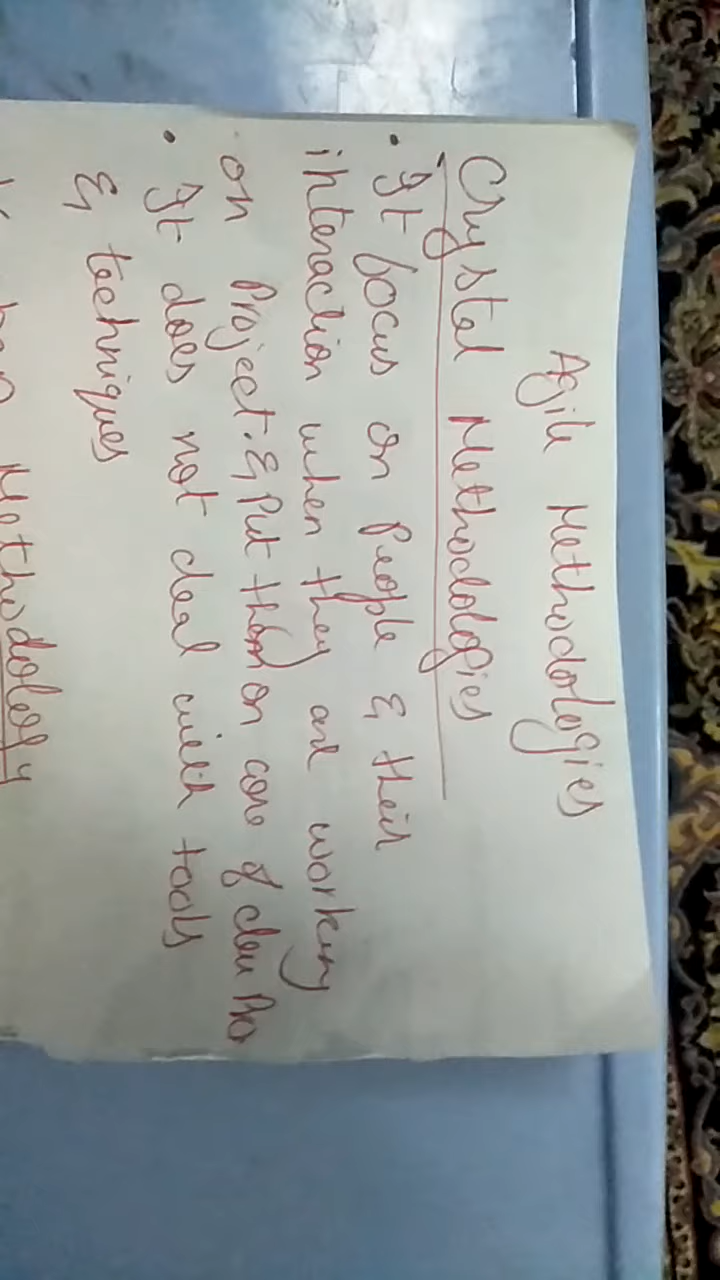 Agile Methodologies
Crystal Methodologies
• It focus on People & their
interaction when they are working
on Project. & Put them on core of dev Pro
• It does not deal with tools
& techniques
Methodology